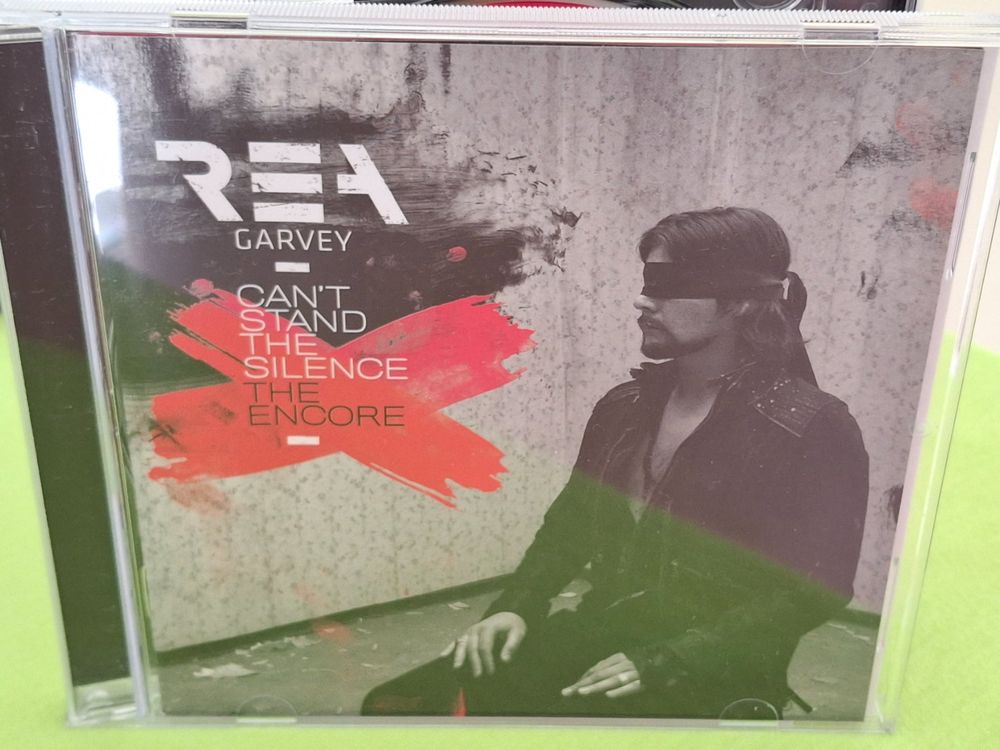 REA
GARVEY
CAN'T
STAND
THE
SILENCE
THE
ENCORE